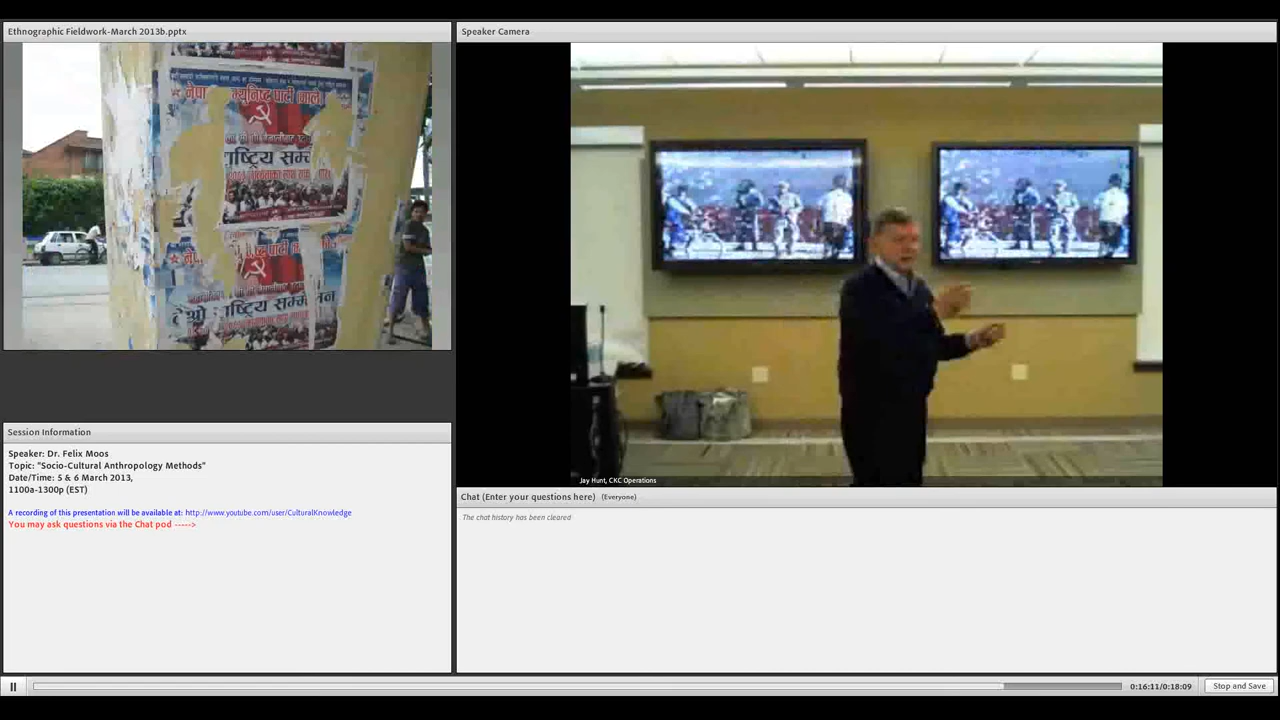 Ethnographic Fieldwork-March 2013b.pptx
नेपा
म्युनिष्ट पार्टी (माले)
राष्ट्रिय सम्
राष्ट्रिय सम्मेलन
Speaker Camera
Jay Hunt, CKC Operations
Session Information
Speaker: Dr. Felix Moos
Topic: "Socio-Cultural Anthropology Methods"
Date/Time: 5 & 6 March 2013,
1100a-1300p (EST)
A recording of this presentation will be available at: http://www.youtube.com/user/CulturalKnowledge
You may ask questions via the Chat pod ----->
Chat (Enter your questions here) (Everyone)
The chat history has been cleared
0:16:11/0:18:09
Stop and Save